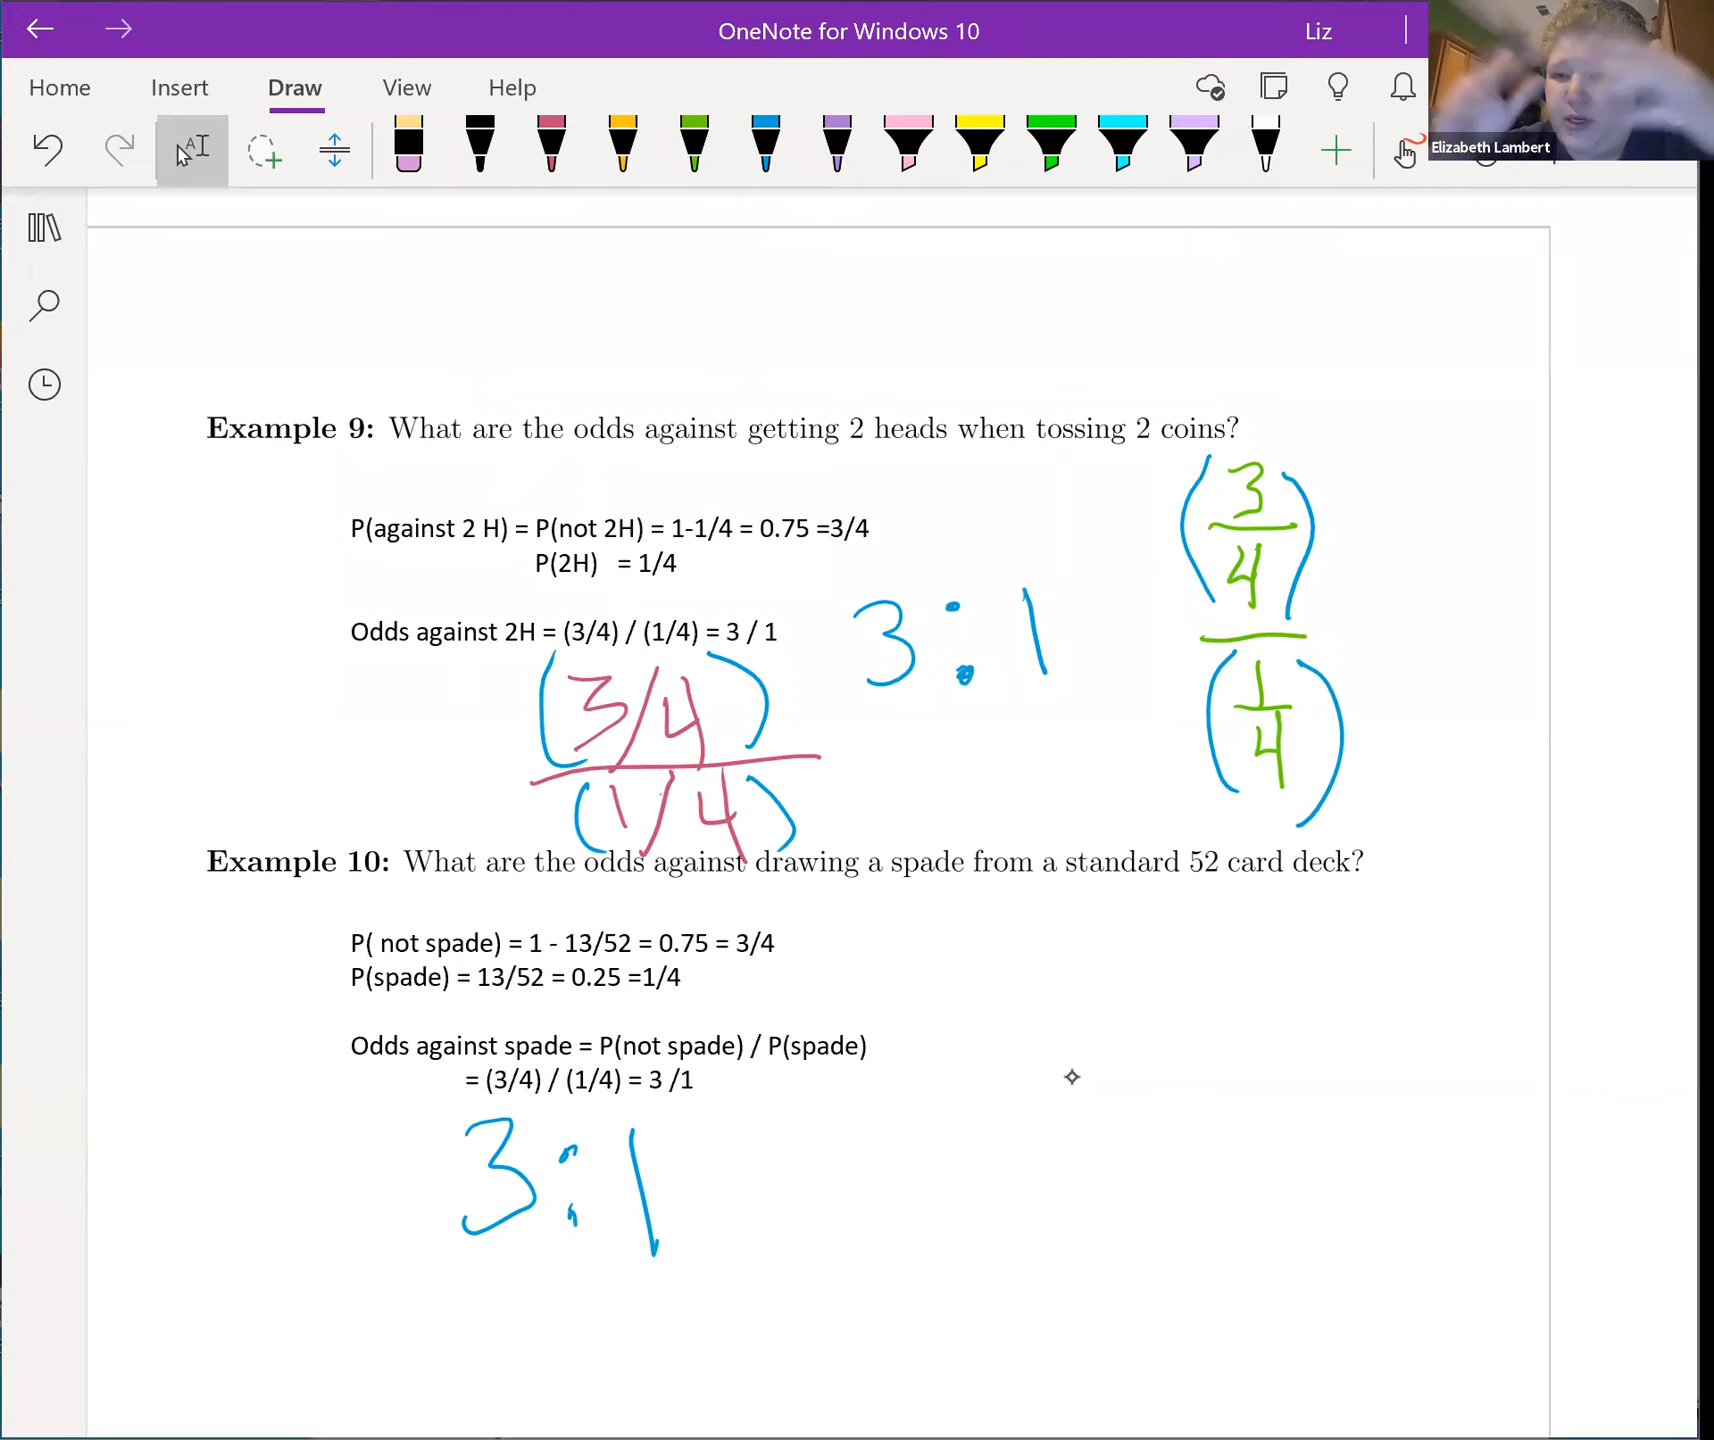 OneNote for Windows 10
Liz
Home Insert Draw View Help
Elizabeth Lambert
Example 9: What are the odds against getting 2 heads when tossing 2 coins?
P(against 2 H) = P(not 2H) = 1-1/4 = 0.75 =3/4
P(2H) = 1/4
Odds against 2H = (3/4) / (1/4) = 3 / 1
3 : 1
(3/4)
(1/4)
(3
4)
(1
4)
Example 10: What are the odds against drawing a spade from a standard 52 card deck?
P( not spade) = 1 - 13/52 = 0.75 = 3/4
P(spade) = 13/52 = 0.25 =1/4
Odds against spade = P(not spade) / P(spade)
= (3/4) / (1/4) = 3 /1
3 : 1